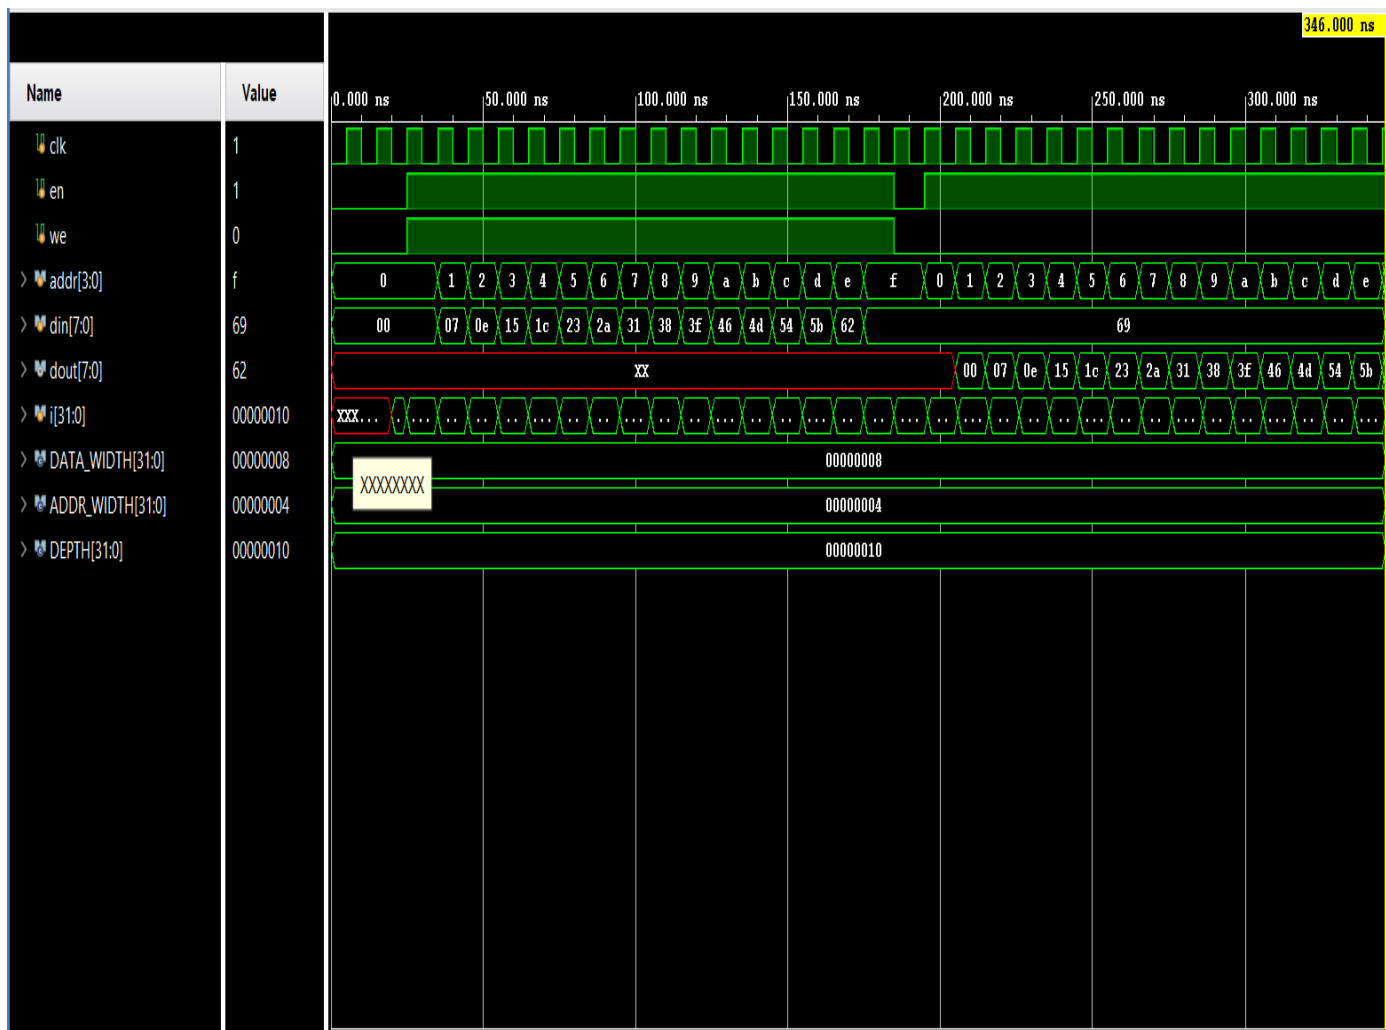 346.000 ns
Name Value 0.000 ns 50.000 ns 100.000 ns 150.000 ns 200.000 ns 250.000 ns 300.000 ns
clk 1
en 1
we 0
addr[3:0] f 0 1 2 3 4 5 6 7 8 9 a b c d e f 0 1 2 3 4 5 6 7 8 9 a b c d e
din[7:0] 69 00 07 0e 15 1c 23 2a 31 38 3f 46 4d 54 5b 62 69
dout[7:0] 62 XX 00 07 0e 15 1c 23 2a 31 38 3f 46 4d 54 5b
i[31:0] 00000010 XXX... . ... .. .. ... .. .. ... .. .. ... .. .. ... .. .. ... .. .. ... .. .. ... .. .. ... .. .. ... .. .. ... .. .. ...
DATA_WIDTH[31:0] 00000008 00000008
XXXXXXXX
ADDR_WIDTH[31:0] 00000004 00000004
DEPTH[31:0] 00000010 00000010